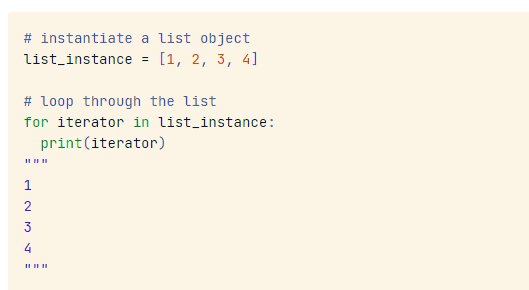 # instantiate a list object
list_instance = [1, 2, 3, 4]
# loop through the list
for iterator in list_instance:
  print(iterator)
"""
1
2
3
4
"""